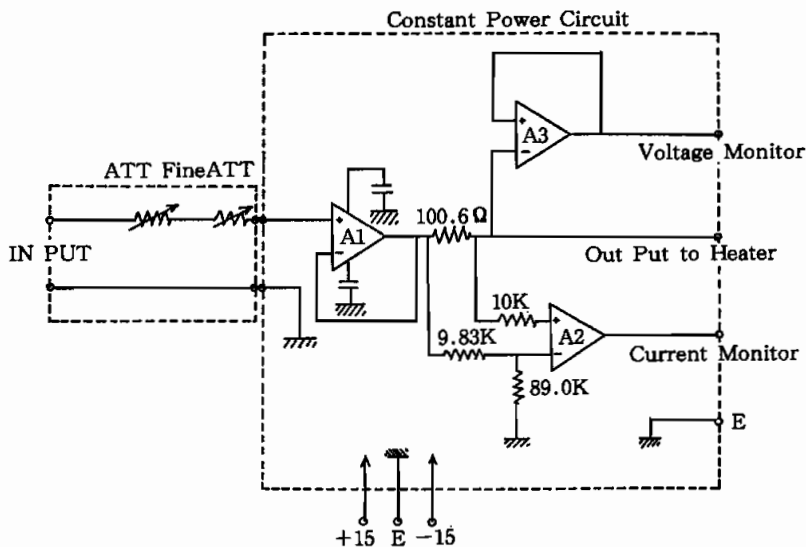 Constant Power Circuit
A3
Voltage Monitor
ATT FineATT
A1
100.6Ω
IN PUT
Out Put to Heater
10K
A2
9.83K
Current Monitor
89.0K
E
+15 E -15
+
-
+
-
+
-